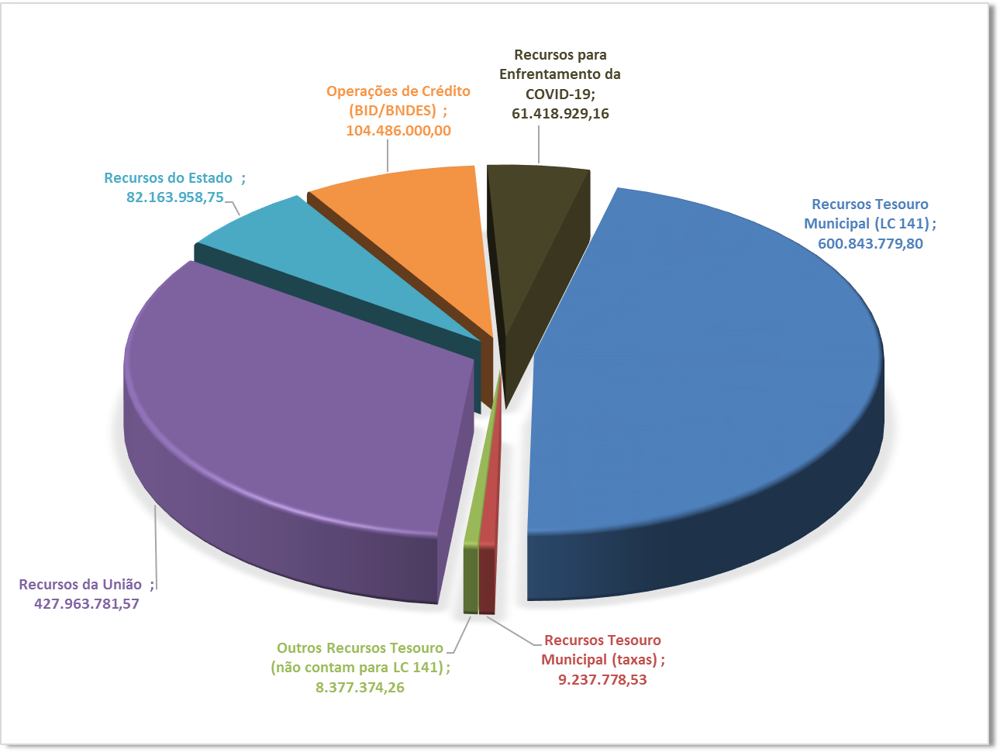 Recursos para
Enfrentamento da
COVID-19;
61.418.929,16
Operações de Crédito
(BID/BNDES) ;
104.486.000,00
Recursos do Estado ;
82.163.958,75
Recursos Tesouro
Municipal (LC 141) ;
600.843.779,80
Recursos da União ;
427.963.781,57
Outros Recursos Tesouro
(não contam para LC 141) ;
8.377.374,26
Recursos Tesouro
Municipal (taxas) ;
9.237.778,53